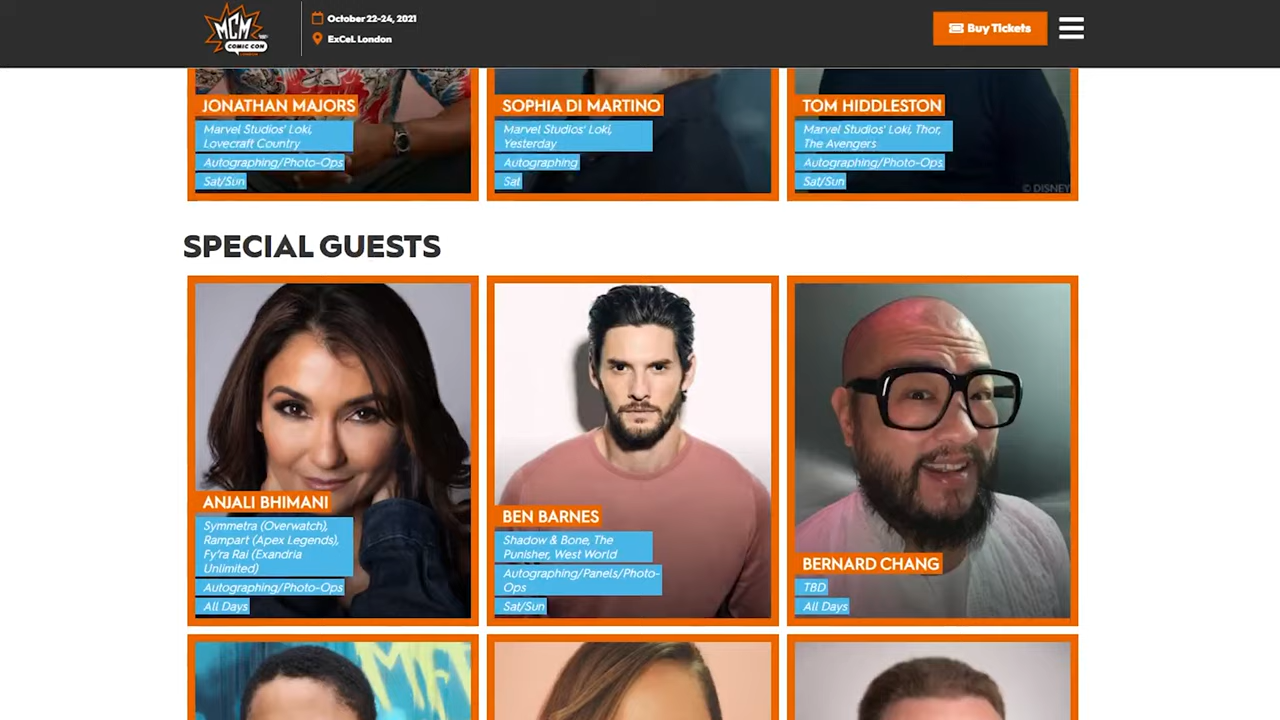 MCM
COMIC CON
October 22-24, 2021
ExCeL London
Buy Tickets
JONATHAN MAJORS
Marvel Studios' Loki,
Lovecraft Country
Autographing/Photo-Ops
Sat/Sun
SOPHIA DI MARTINO
Marvel Studios' Loki,
Yesterday
Autographing
Sat
TOM HIDDLESTON
Marvel Studios' Loki, Thor,
The Avengers
Autographing/Photo-Ops
Sat/Sun
© DISNEY
SPECIAL GUESTS
ANJALI BHIMANI
Symmetra (Overwatch),
Rampart (Apex Legends),
Fy'ra Rai (Exandria
Unlimited)
Autographing/Photo-Ops
All Days
BEN BARNES
Shadow & Bone, The
Punisher, West World
Autographing/Panels/Photo-
Ops
Sat/Sun
BERNARD CHANG
TBD
All Days